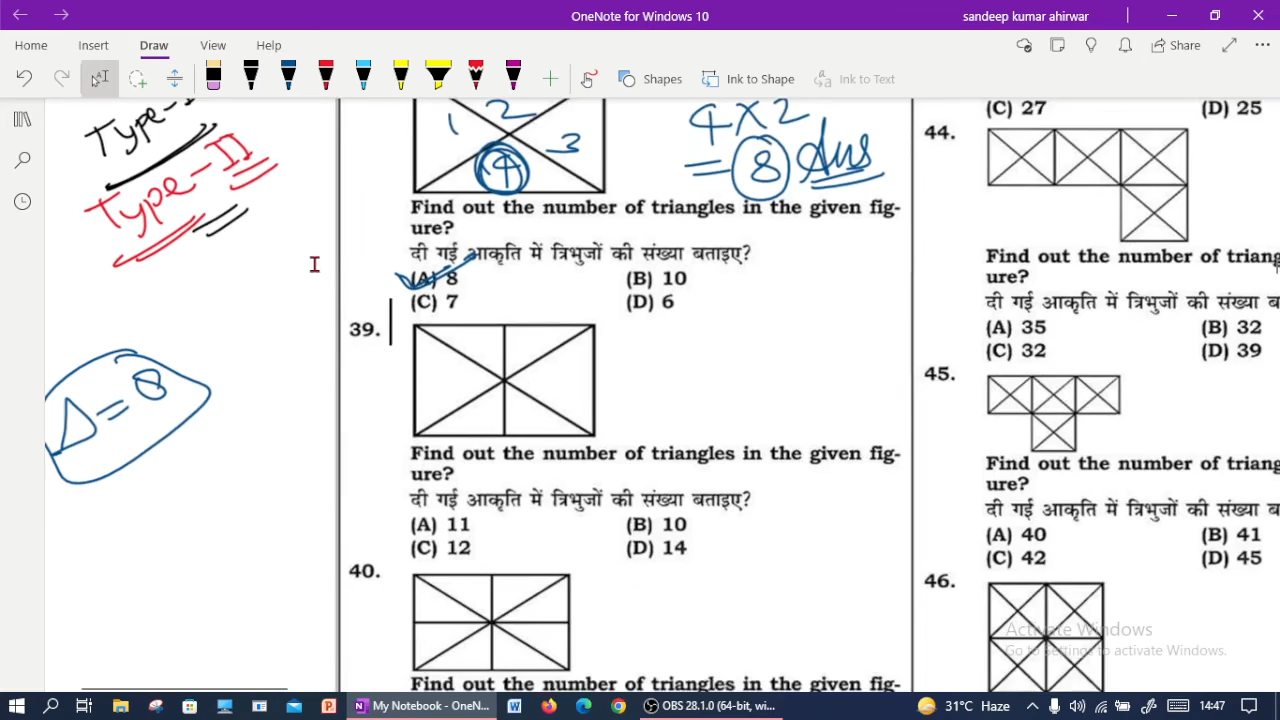 OneNote for Windows 10
sandeep kumar ahirwar
Home Insert Draw View Help
Share
Shapes
Ink to Shape
Ink to Text
Type-I
Type-II
Δ=8
1 2 3 4
4×2
= 8 Ans
Find out the number of triangles in the given fig-
ure?
दी गई आकृति में त्रिभुजों की संख्या बताइए?
(A) 8 (B) 10
(C) 7 (D) 6
39.
Find out the number of triangles in the given fig-
ure?
दी गई आकृति में त्रिभुजों की संख्या बताइए?
(A) 11 (B) 10
(C) 12 (D) 14
40.
Find out the number of triangles in the given fig-
(C) 27 (D) 25
44.
Find out the number of triang
ure?
दी गई आकृति में त्रिभुजों की संख्या ब
(A) 35 (B) 32
(C) 32 (D) 39
45.
Find out the number of triang
ure?
दी गई आकृति में त्रिभुजों की संख्या ब
(A) 40 (B) 41
(C) 42 (D) 45
46.
Activate Windows
Go to Settings to activate Windows.
My Notebook - OneN...
OBS 28.1.0 (64-bit, wi...
31°C Haze
ENG
14:47